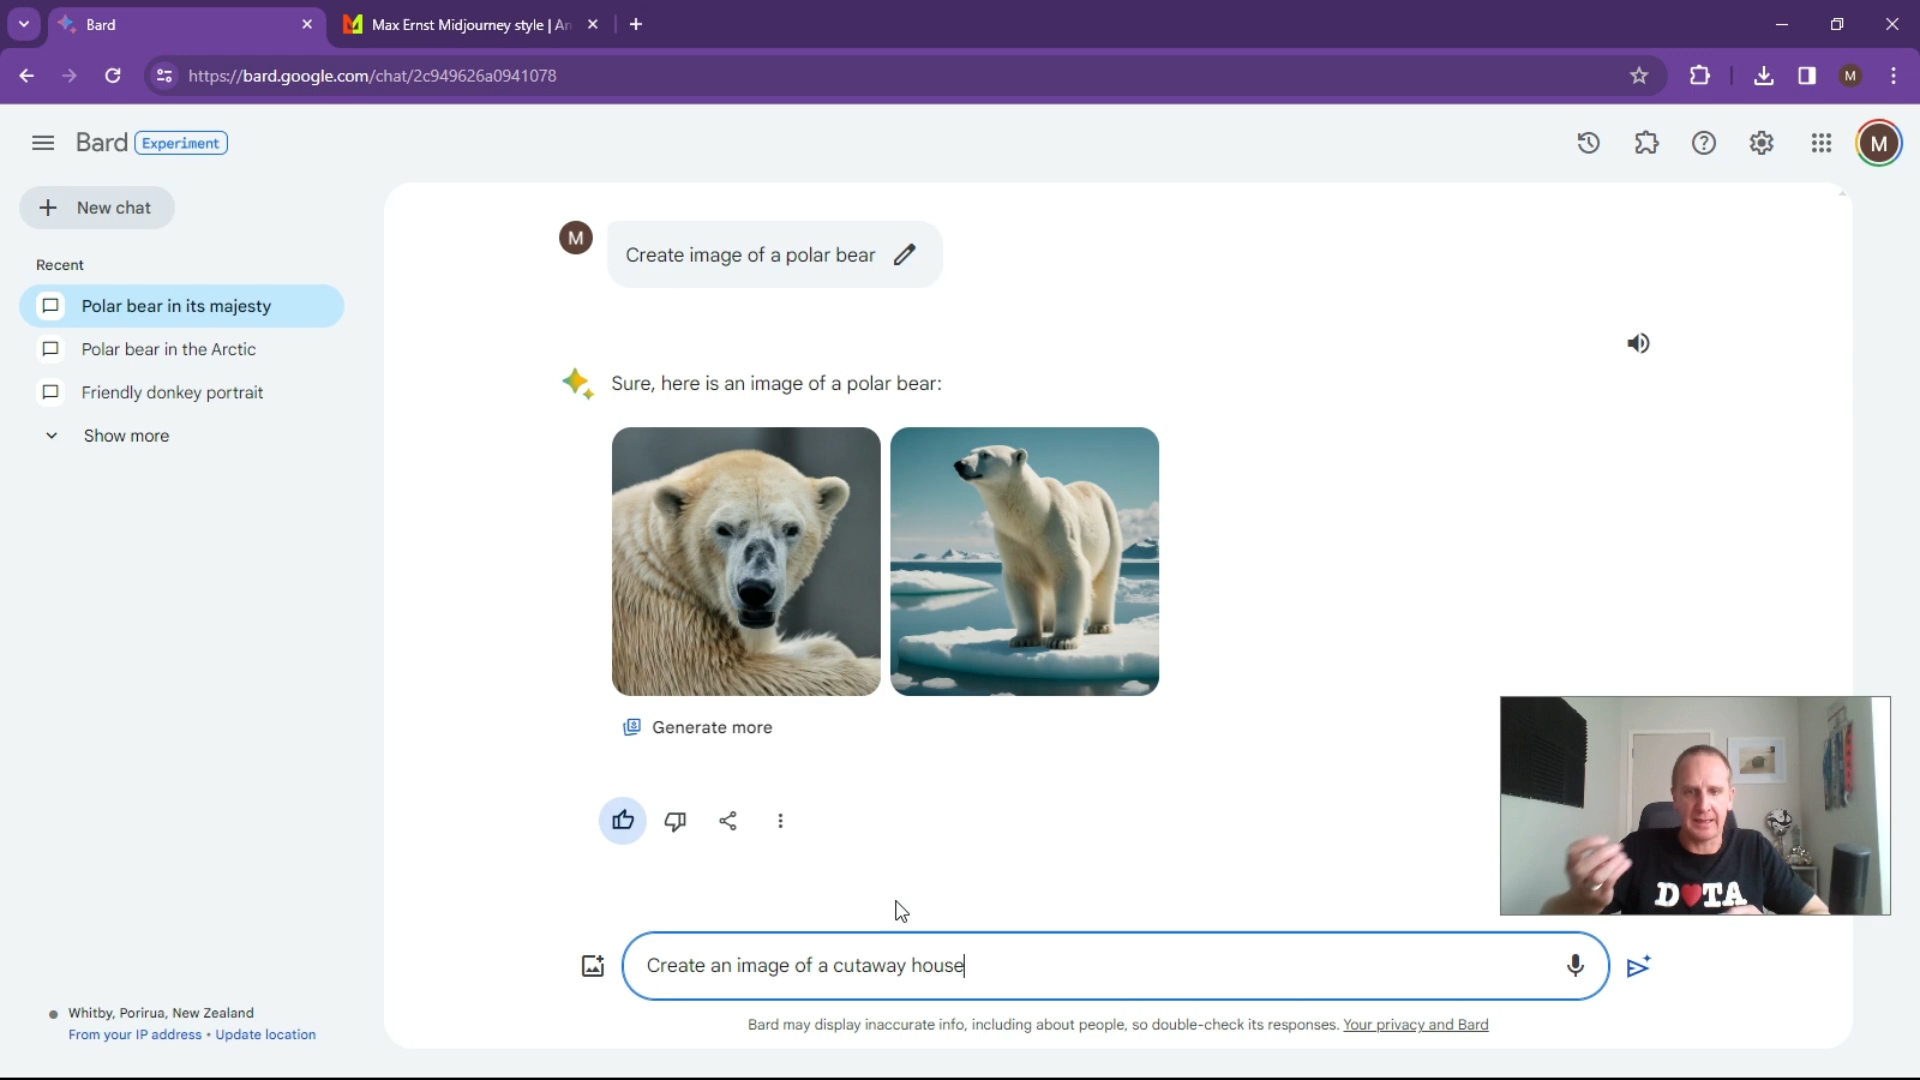 Bard
Max Ernst Midjourney style | An
https://bard.google.com/chat/2c949626a0941078
M
Bard
Experiment
M
New chat
Recent
Polar bear in its majesty
Polar bear in the Arctic
Friendly donkey portrait
Show more
M
Create image of a polar bear
Sure, here is an image of a polar bear:
Generate more
D❤TA
Create an image of a cutaway house
Whitby, Porirua, New Zealand
From your IP address • Update location
Bard may display inaccurate info, including about people, so double-check its responses. Your privacy and Bard